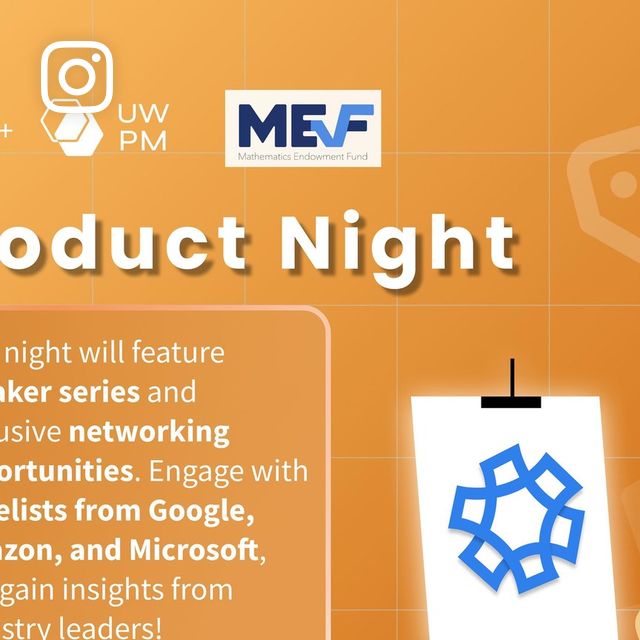 +
UW
PM
MEF
Mathematics Endowment Fund
oduct Night
night will feature
aker series and
usive networking
ortunities. Engage with
elists from Google,
azon, and Microsoft,
gain insights from
stry leaders!